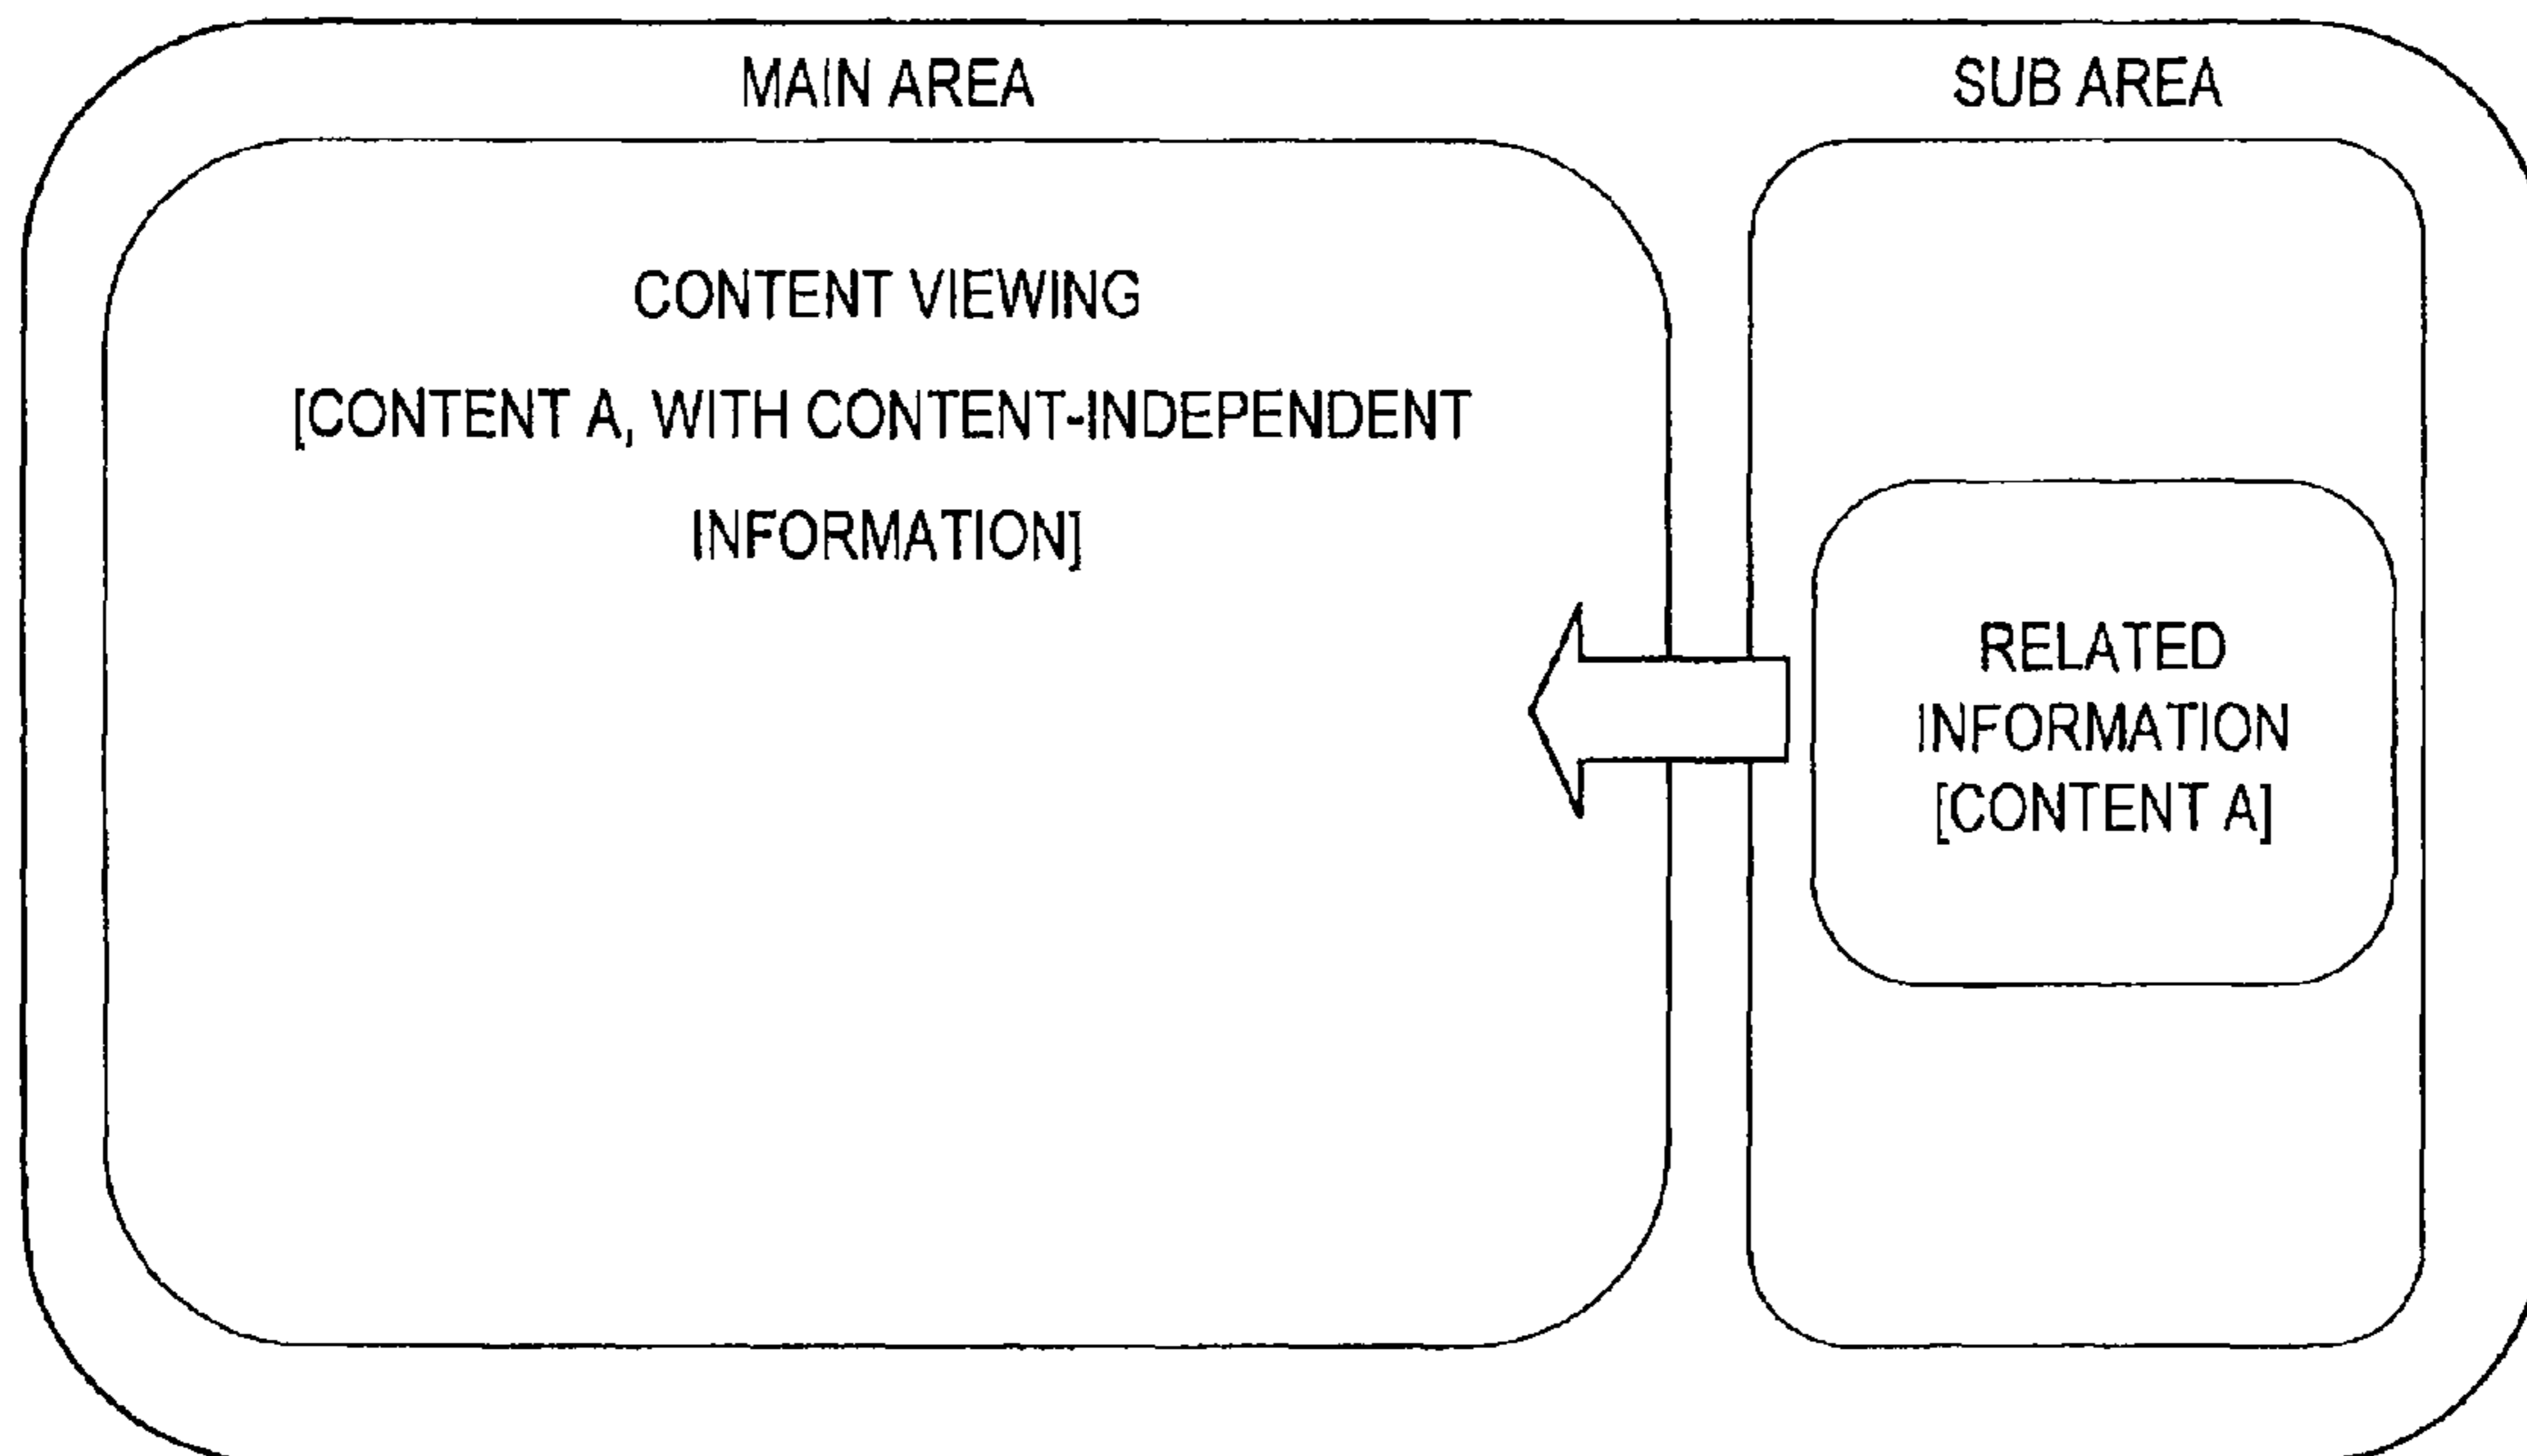 MAIN AREA
SUB AREA
CONTENT VIEWING
[CONTENT A, WITH CONTENT-INDEPENDENT
INFORMATION]
RELATED
INFORMATION
[CONTENT A]